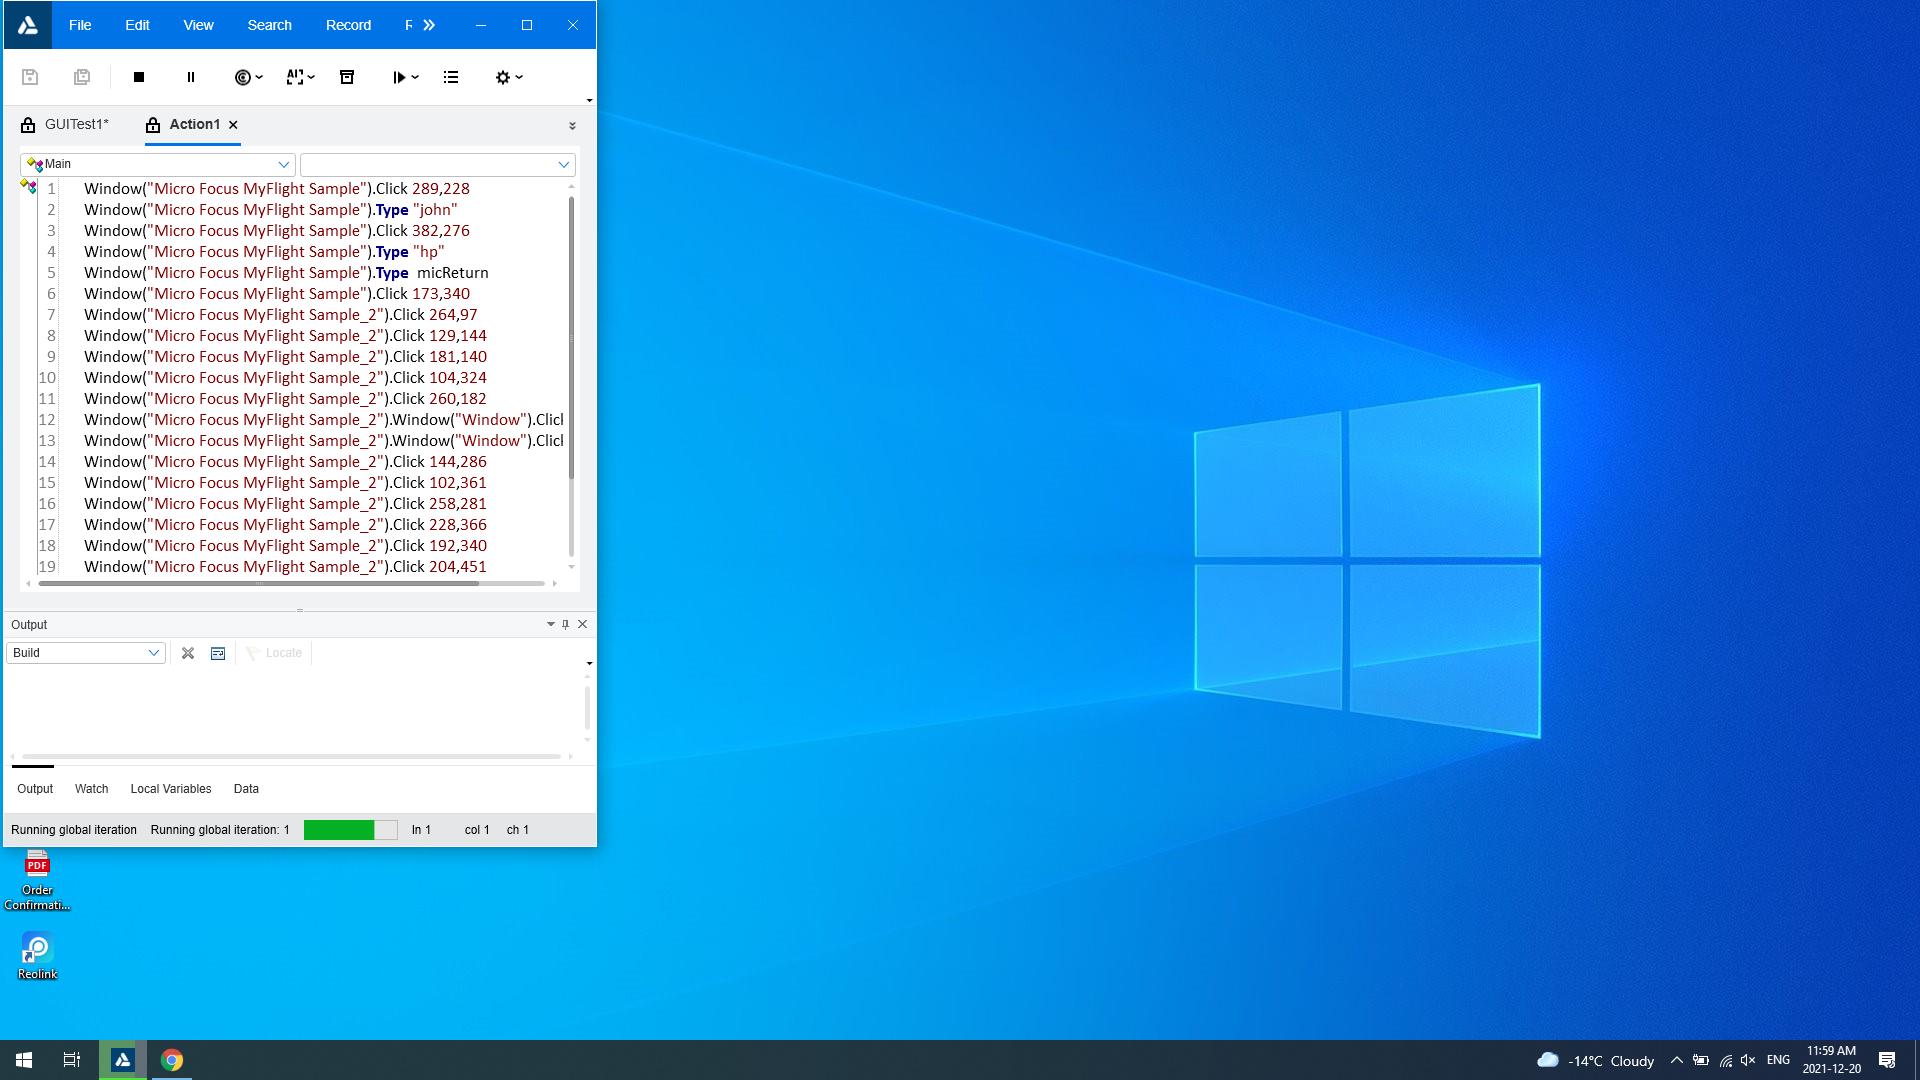 File Edit View Search Record
GUITest1* Action1
Main
1 Window("Micro Focus MyFlight Sample").Click 289,228
2 Window("Micro Focus MyFlight Sample").Type "john"
3 Window("Micro Focus MyFlight Sample").Click 382,276
4 Window("Micro Focus MyFlight Sample").Type "hp"
5 Window("Micro Focus MyFlight Sample").Type micReturn
6 Window("Micro Focus MyFlight Sample").Click 173,340
7 Window("Micro Focus MyFlight Sample_2").Click 264,97
8 Window("Micro Focus MyFlight Sample_2").Click 129,144
9 Window("Micro Focus MyFlight Sample_2").Click 181,140
10 Window("Micro Focus MyFlight Sample_2").Click 104,324
11 Window("Micro Focus MyFlight Sample_2").Click 260,182
12 Window("Micro Focus MyFlight Sample_2").Window("Window").Click
13 Window("Micro Focus MyFlight Sample_2").Window("Window").Click
14 Window("Micro Focus MyFlight Sample_2").Click 144,286
15 Window("Micro Focus MyFlight Sample_2").Click 102,361
16 Window("Micro Focus MyFlight Sample_2").Click 258,281
17 Window("Micro Focus MyFlight Sample_2").Click 228,366
18 Window("Micro Focus MyFlight Sample_2").Click 192,340
19 Window("Micro Focus MyFlight Sample_2").Click 204,451
Output
Build Locate
Output Watch Local Variables Data
Running global iteration Running global iteration: 1 ln 1 col 1 ch 1
PDF
Order
Confirmati...
Reolink
-14°C Cloudy ENG
11:59 AM
2021-12-20